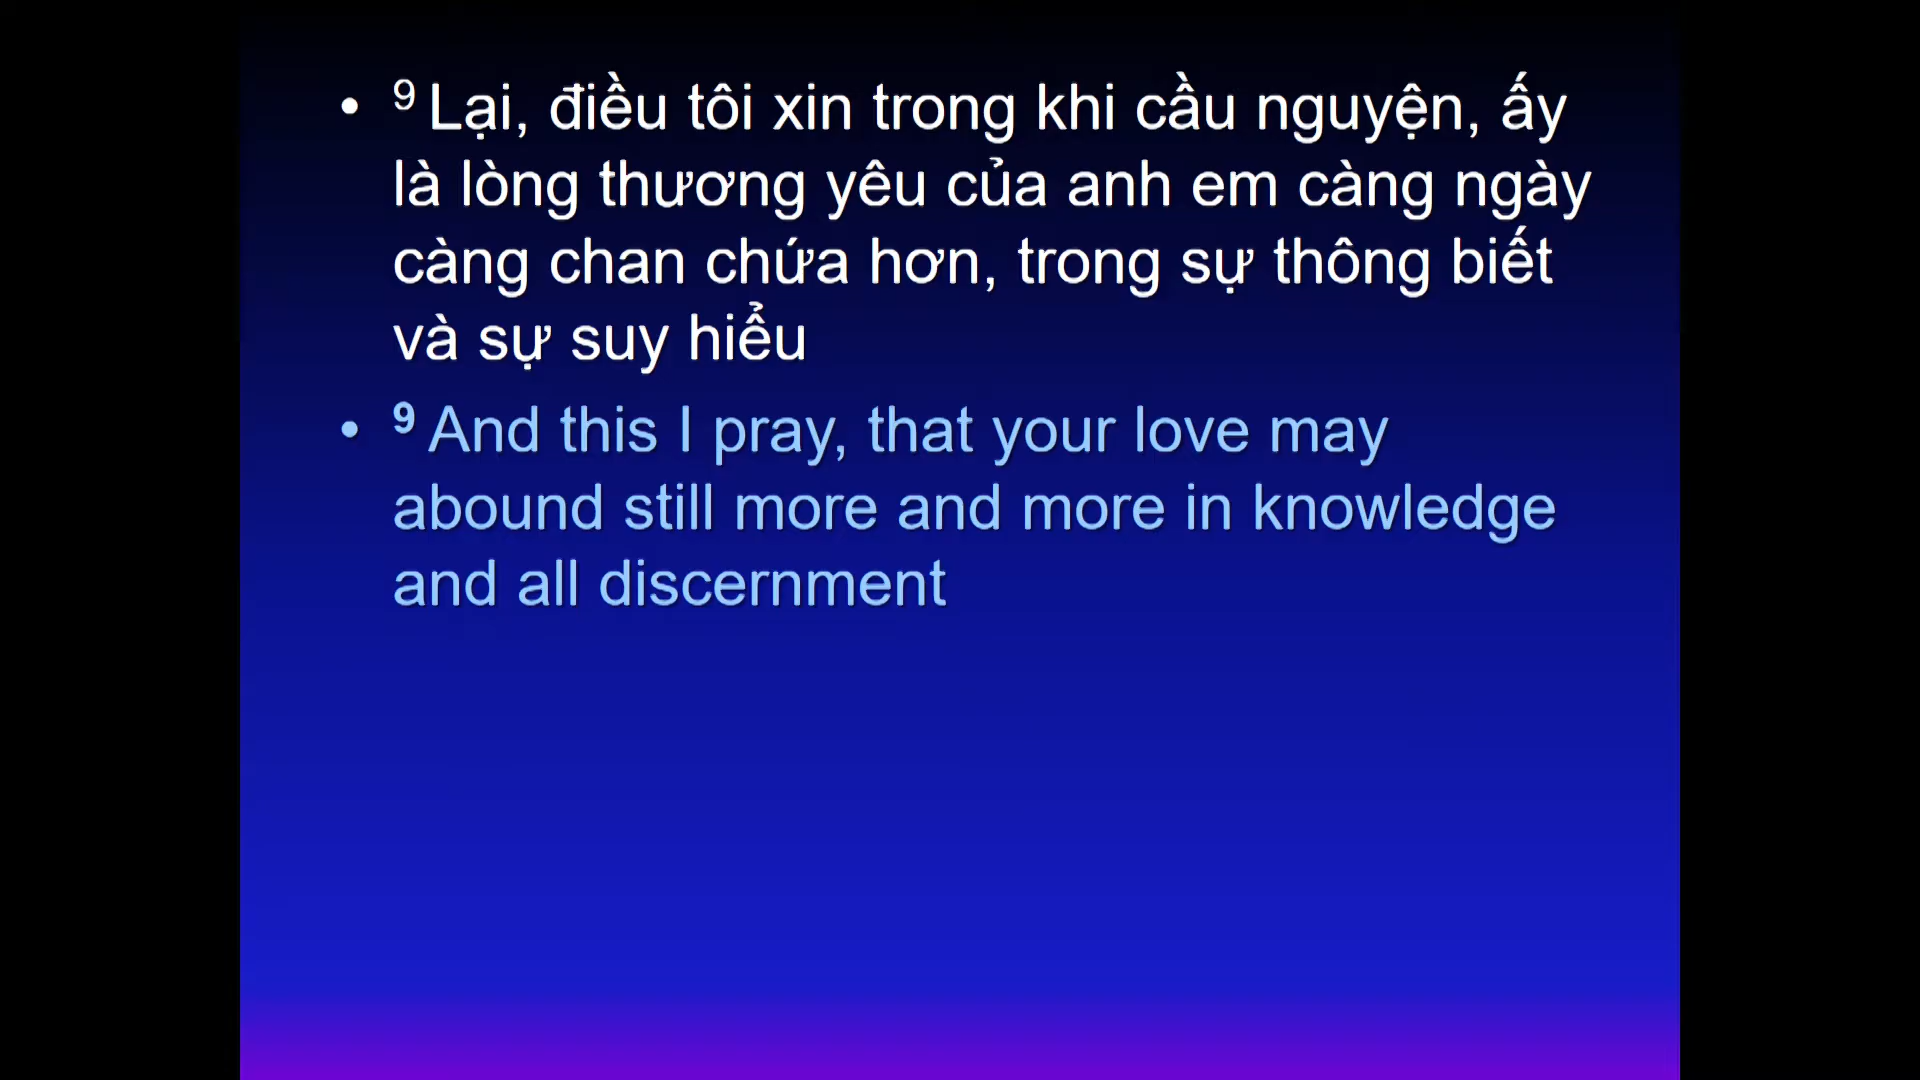 • 9 Lại, điều tôi xin trong khi cầu nguyện, ấy
là lòng thương yêu của anh em càng ngày
càng chan chứa hơn, trong sự thông biết
và sự suy hiểu
• 9 And this I pray, that your love may
abound still more and more in knowledge
and all discernment